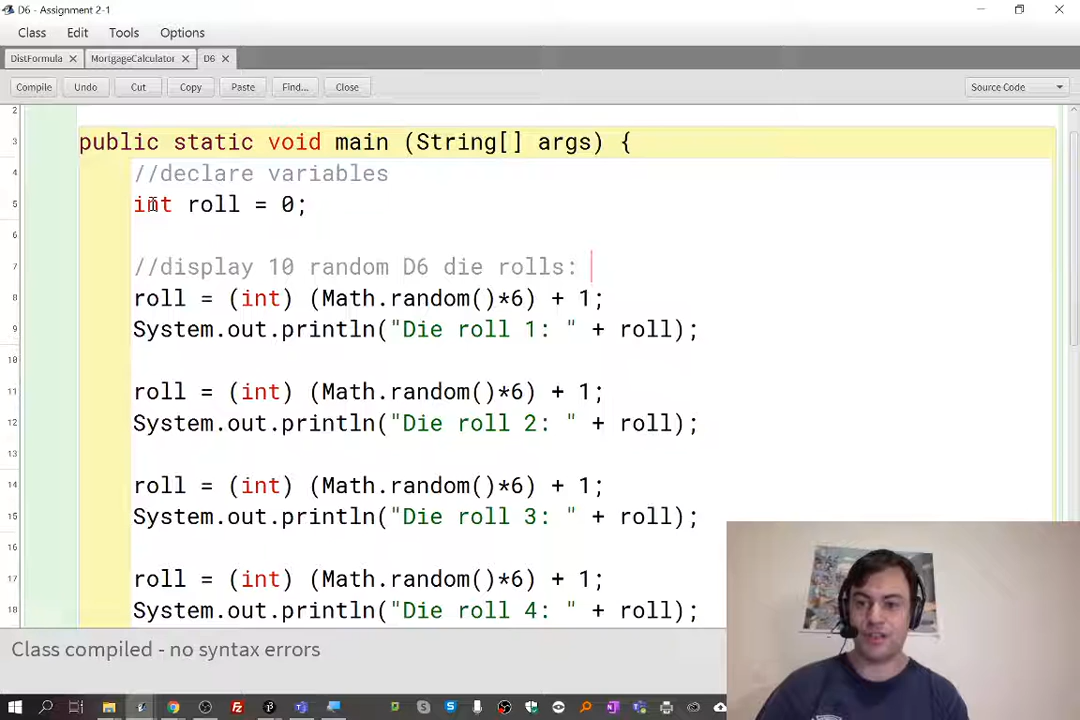 D6 - Assignment 2-1
Class Edit Tools Options
DistFormula MortgageCalculator D6
Compile Undo Cut Copy Paste Find... Close Source Code
2
3 public static void main (String[] args) {
4 //declare variables
5 int roll = 0;
6
7 //display 10 random D6 die rolls:
8 roll = (int) (Math.random()*6) + 1;
9 System.out.println("Die roll 1: " + roll);
10
11 roll = (int) (Math.random()*6) + 1;
12 System.out.println("Die roll 2: " + roll);
13
14 roll = (int) (Math.random()*6) + 1;
15 System.out.println("Die roll 3: " + roll);
16
17 roll = (int) (Math.random()*6) + 1;
18 System.out.println("Die roll 4: " + roll);
Class compiled - no syntax errors